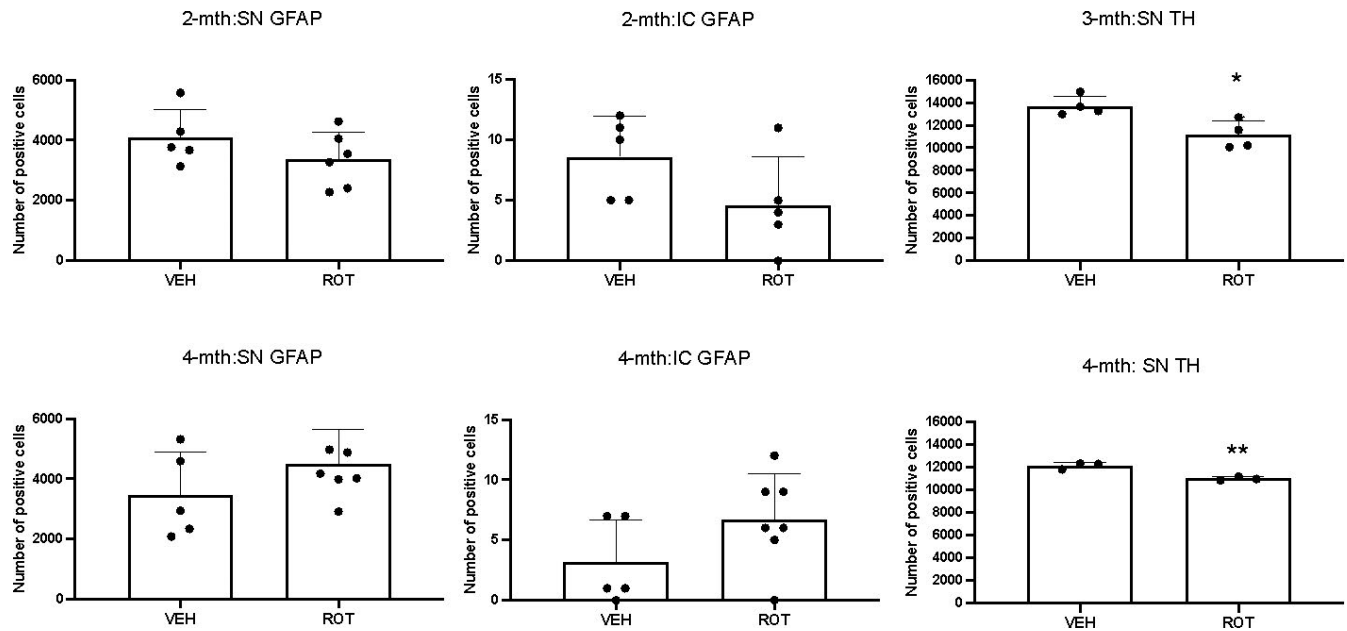 2-mth:SN GFAP
Number of positive cells
6000
4000
2000
0
VEH
ROT
2-mth:IC GFAP
Number of positive cells
15
10
5
0
VEH
ROT
3-mth:SN TH
Number of positive cells
16000
14000
12000
10000
8000
6000
4000
2000
0
*
VEH
ROT
4-mth:SN GFAP
Number of positive cells
6000
4000
2000
0
VEH
ROT
4-mth:IC GFAP
Number of positive cells
15
10
5
0
VEH
ROT
4-mth: SN TH
Number of positive cells
16000
14000
12000
10000
8000
6000
4000
2000
0
**
VEH
ROT